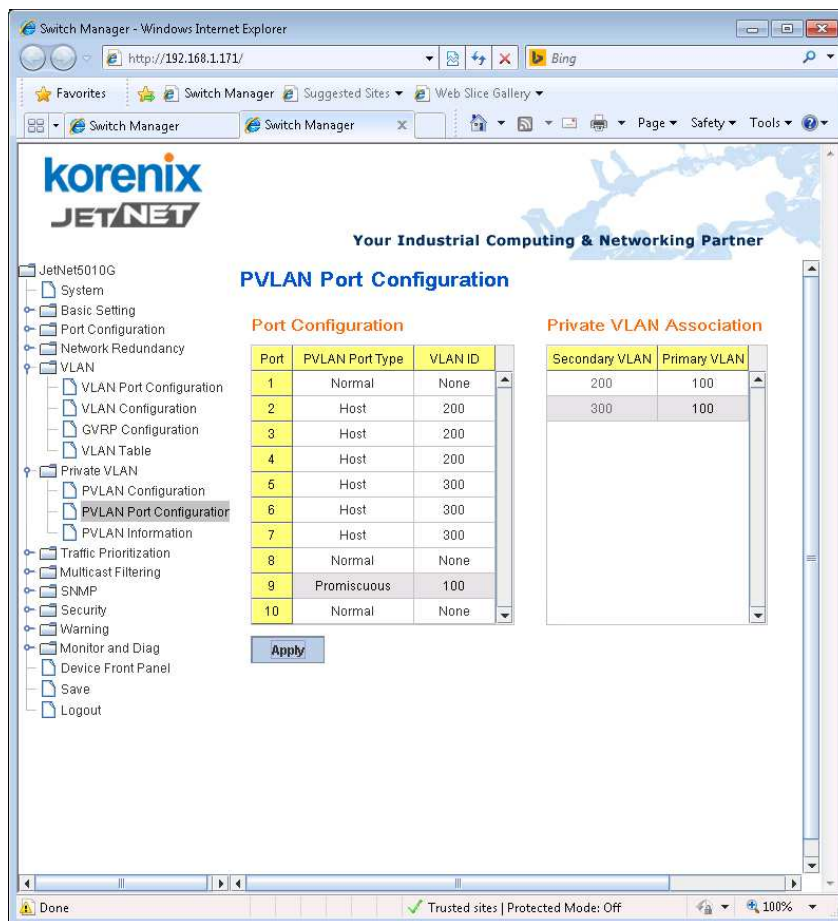 Switch Manager - Windows Internet Explorer
http://192.168.1.171/
Bing
Favorites Switch Manager Suggested Sites Web Slice Gallery
Switch Manager Switch Manager x Page Safety Tools
korenix
JETNET
Your Industrial Computing & Networking Partner
JetNet5010G
System
Basic Setting
Port Configuration
Network Redundancy
VLAN
VLAN Port Configuration
VLAN Configuration
GVRP Configuration
VLAN Table
Private VLAN
PVLAN Configuration
PVLAN Port Configuration
PVLAN Information
Traffic Prioritization
Multicast Filtering
SNMP
Security
Warning
Monitor and Diag
Device Front Panel
Save
Logout
PVLAN Port Configuration
Port Configuration
Port PVLAN Port Type VLAN ID
1 Normal None
2 Host 200
3 Host 200
4 Host 200
5 Host 300
6 Host 300
7 Host 300
8 Normal None
9 Promiscuous 100
10 Normal None
Apply
Private VLAN Association
Secondary VLAN Primary VLAN
200 100
300 100
Done Trusted sites | Protected Mode: Off 100%